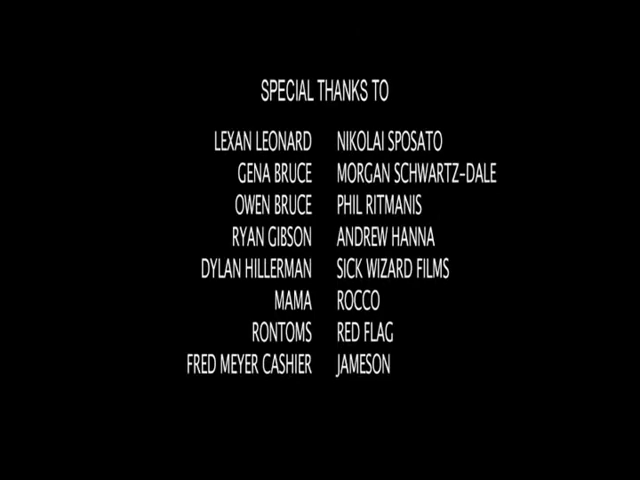 SPECIAL THANKS TO
LEXAN LEONARD NIKOLAI SPOSATO
GENA BRUCE MORGAN SCHWARTZ-DALE
OWEN BRUCE PHIL RITMANIS
RYAN GIBSON ANDREW HANNA
DYLAN HILLERMAN SICK WIZARD FILMS
MAMA ROCCO
RONTOMS RED FLAG
FRED MEYER CASHIER JAMESON